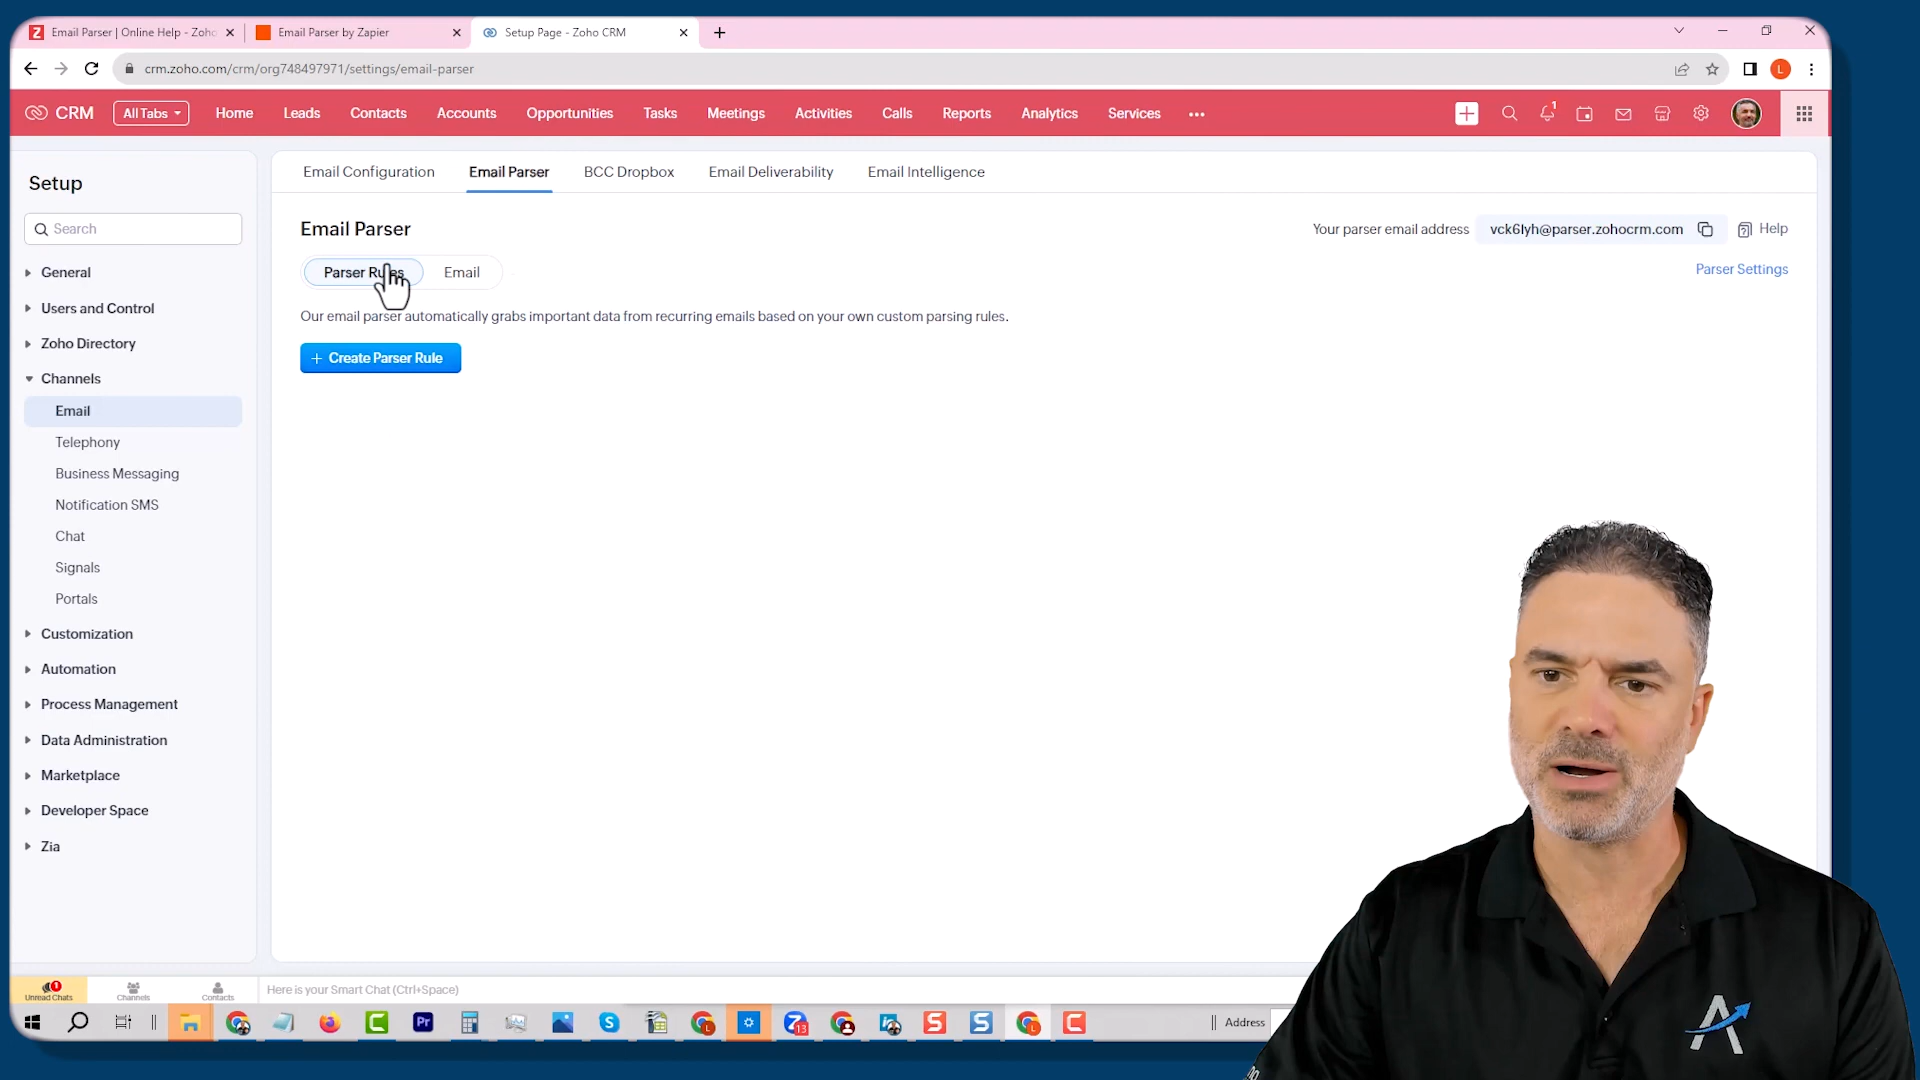 Email Parser | Online Help - Zoho
Email Parser by Zapier
Setup Page - Zoho CRM
crm.zoho.com/crm/org748497971/settings/email-parser
L
CRM
All Tabs
Home
Leads
Contacts
Accounts
Opportunities
Tasks
Meetings
Activities
Calls
Reports
Analytics
Services
1
Setup
Search
General
Users and Control
Zoho Directory
Channels
Email
Telephony
Business Messaging
Notification SMS
Chat
Signals
Portals
Customization
Automation
Process Management
Data Administration
Marketplace
Developer Space
Zia
Email Configuration
Email Parser
BCC Dropbox
Email Deliverability
Email Intelligence
Email Parser
Your parser email address
vck6lyh@parser.zohocrm.com
Help
Parser Settings
Parser Rules
Email
Our email parser automatically grabs important data from recurring emails based on your own custom parsing rules.
+ Create Parser Rule
Unread Chats
Channels
Contacts
Here is your Smart Chat (Ctrl+Space)
Pr
13
Address